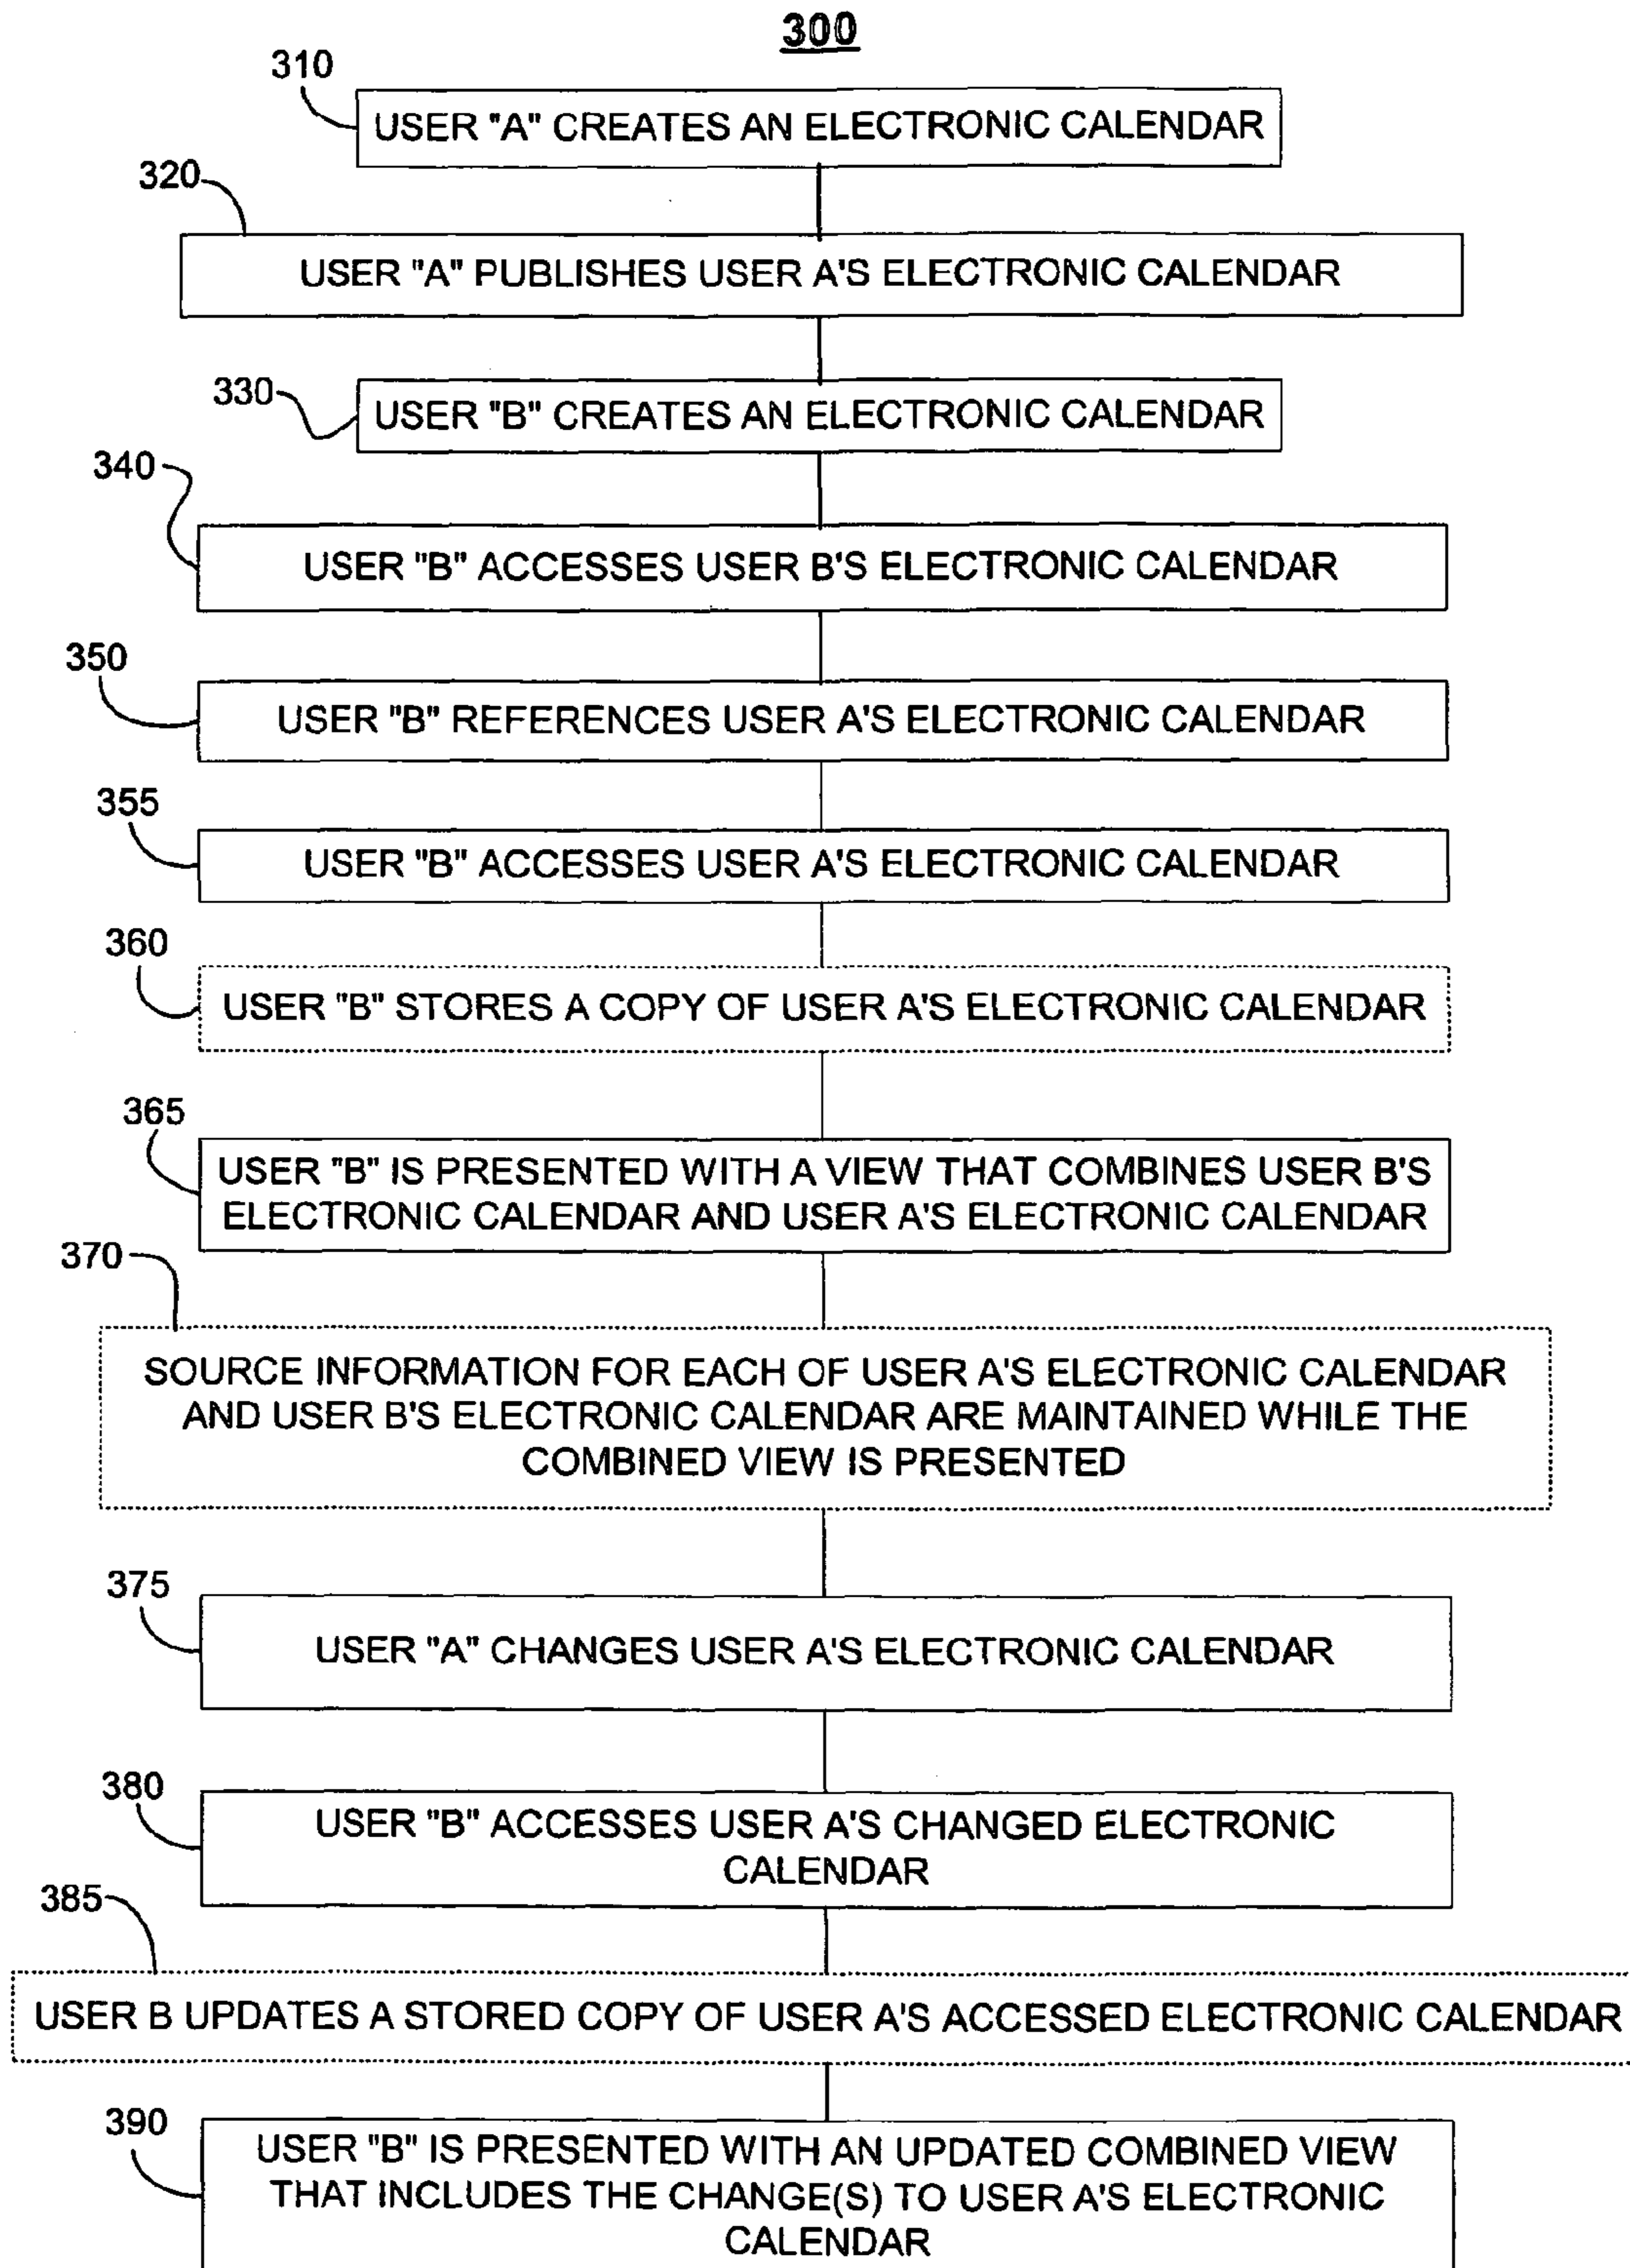 300
310
USER "A" CREATES AN ELECTRONIC CALENDAR
320
USER "A" PUBLISHES USER A'S ELECTRONIC CALENDAR
330
USER "B" CREATES AN ELECTRONIC CALENDAR
340
USER "B" ACCESSES USER B'S ELECTRONIC CALENDAR
350
USER "B" REFERENCES USER A'S ELECTRONIC CALENDAR
355
USER "B" ACCESSES USER A'S ELECTRONIC CALENDAR
360
USER "B" STORES A COPY OF USER A'S ELECTRONIC CALENDAR
365
USER "B" IS PRESENTED WITH A VIEW THAT COMBINES USER B'S
ELECTRONIC CALENDAR AND USER A'S ELECTRONIC CALENDAR
370
SOURCE INFORMATION FOR EACH OF USER A'S ELECTRONIC CALENDAR
AND USER B'S ELECTRONIC CALENDAR ARE MAINTAINED WHILE THE
COMBINED VIEW IS PRESENTED
375
USER "A" CHANGES USER A'S ELECTRONIC CALENDAR
380
USER "B" ACCESSES USER A'S CHANGED ELECTRONIC
CALENDAR
385
USER B UPDATES A STORED COPY OF USER A'S ACCESSED ELECTRONIC CALENDAR
390
USER "B" IS PRESENTED WITH AN UPDATED COMBINED VIEW
THAT INCLUDES THE CHANGE(S) TO USER A'S ELECTRONIC
CALENDAR